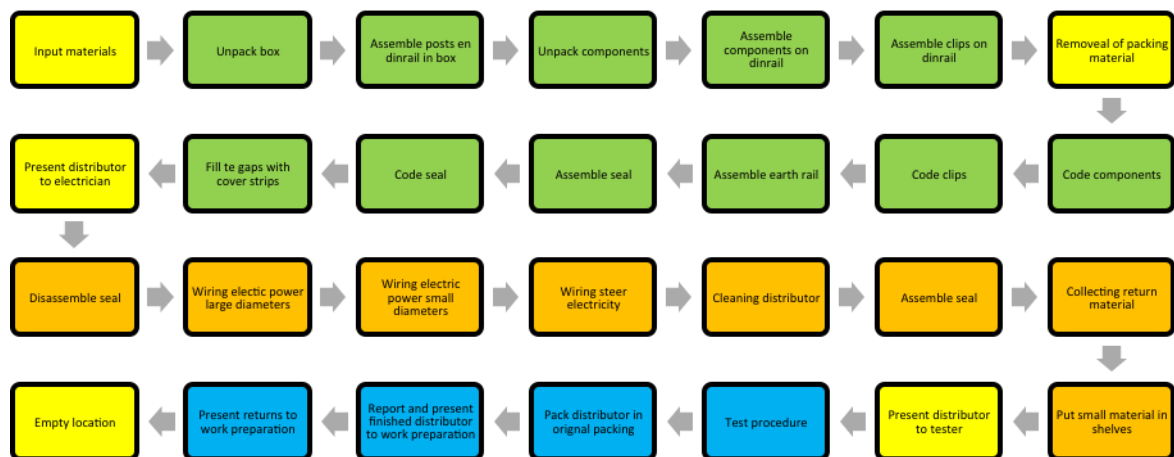 Input materials
Unpack box
Assemble posts en
dinrail in box
Unpack components
Assemble
components on
dinrail
Assemble clips on
dinrail
Removeal of packing
material
Present distributor
to electrician
Fill te gaps with
cover strips
Code seal
Assemble seal
Assemble earth rail
Code clips
Code components
Disassemble seal
Wiring electic power
large diameters
Wiring electric
power small
diameters
Wiring steer
electricity
Cleaning distributor
Assemble seal
Collecting return
material
Empty location
Present returns to
work preparation
Report and present
finished distributor
to work preparation
Pack distributor in
orignal packing
Test procedure
Present distributor
to tester
Put small material in
shelves